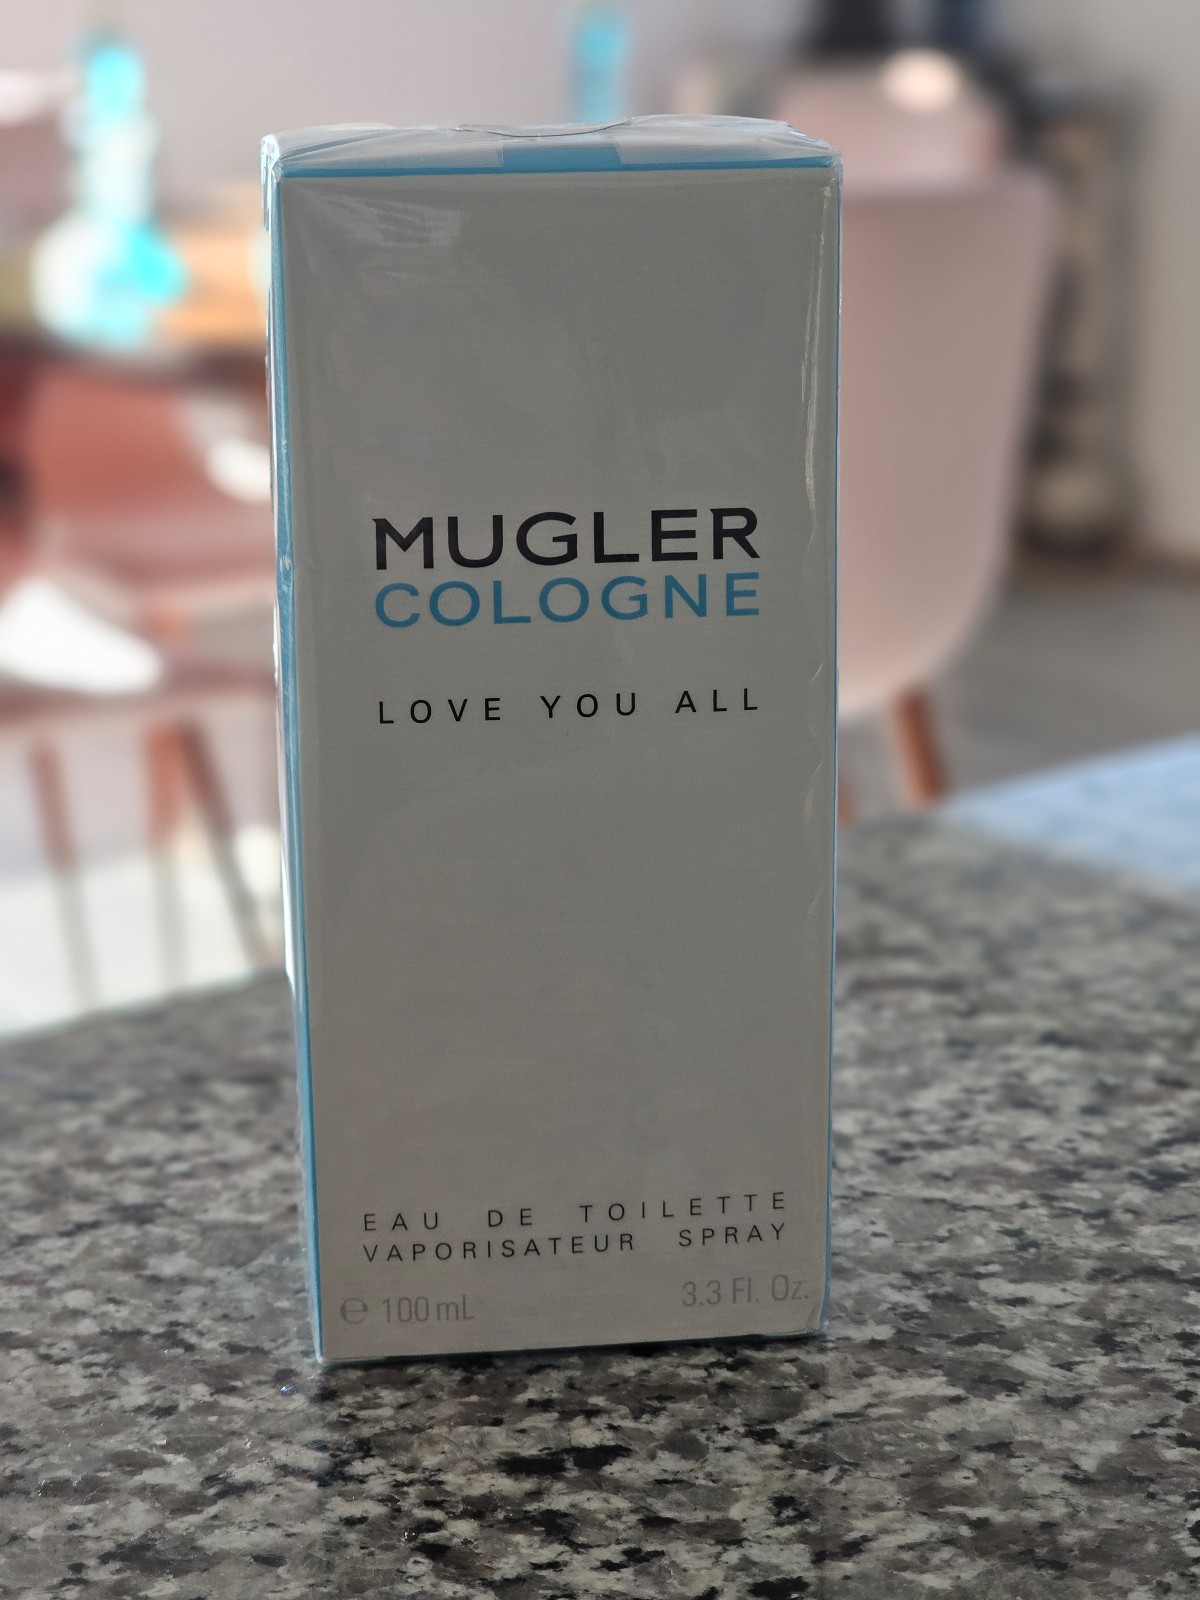 MUGLER
COLOGNE
LOVE YOU ALL
EAU DE TOILETTE
VAPORISATEUR SPRAY
℮ 100 mL 3.3 Fl. Oz.